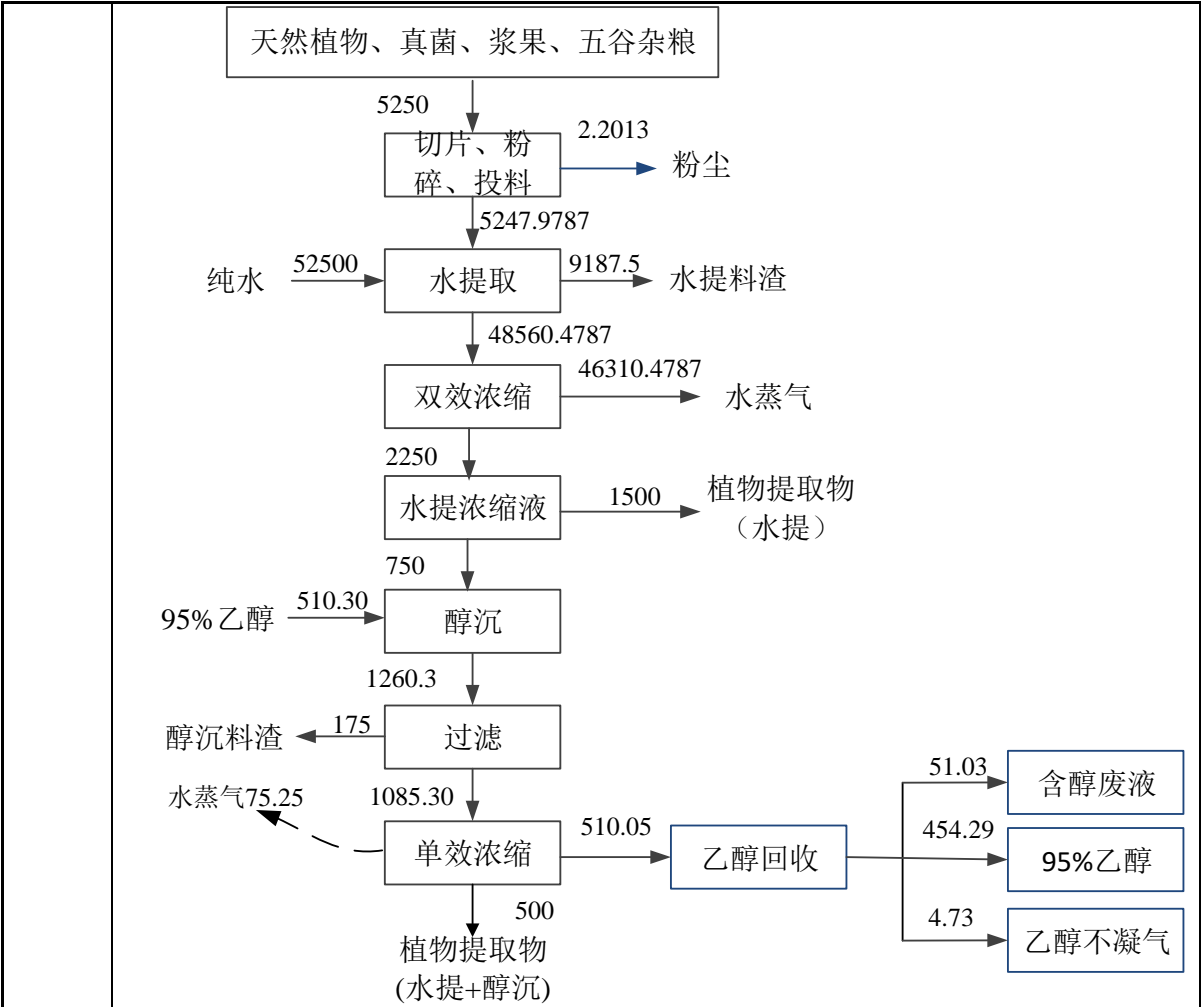 天然植物、真菌、浆果、五谷杂粮
5250
切片、粉
碎、投料
2.2013
粉尘
5247.9787
纯水
52500
水提取
9187.5
水提料渣
48560.4787
双效浓缩
46310.4787
水蒸气
2250
水提浓缩液
1500
植物提取物
（水提）
750
95%乙醇
510.30
醇沉
1260.3
醇沉料渣
175
过滤
水蒸气75.25
1085.30
单效浓缩
510.05
乙醇回收
51.03
含醇废液
454.29
95%乙醇
4.73
乙醇不凝气
500
植物提取物
(水提+醇沉)